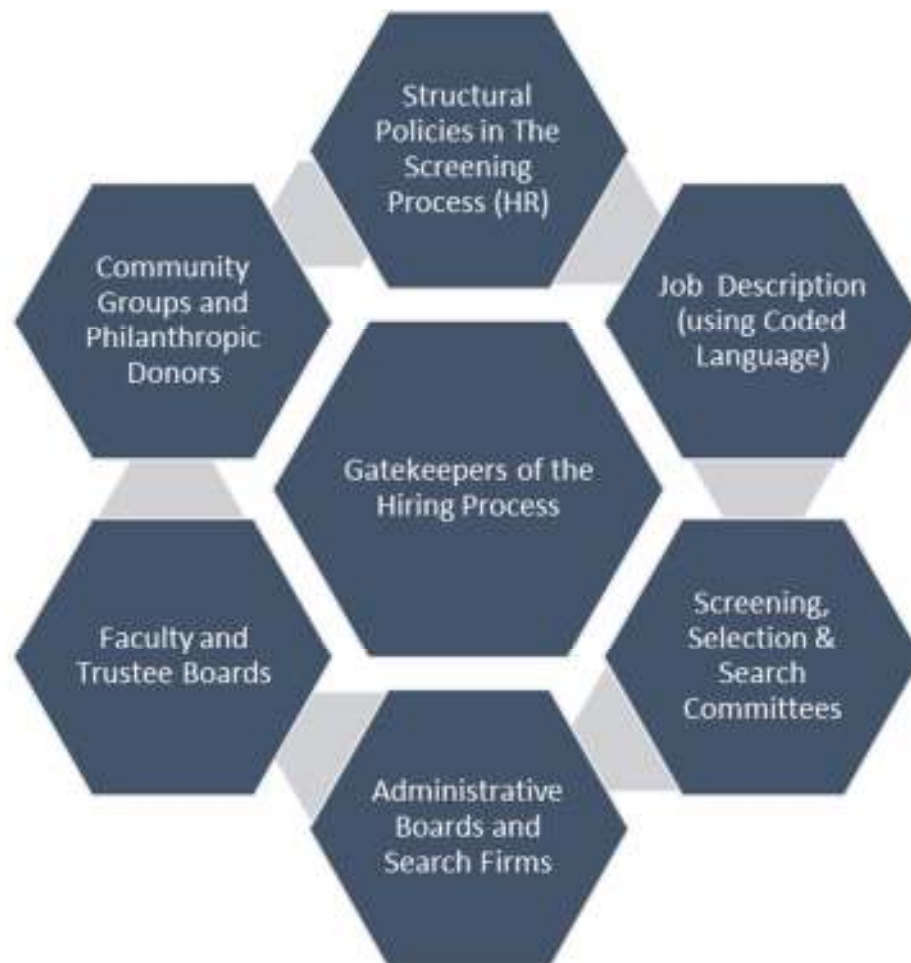 Structural
Policies in The
Screening
Process (HR)
Job Description
(using Coded
Language)
Screening,
Selection &
Search
Committees
Administrative
Boards and
Search Firms
Faculty and
Trustee Boards
Community
Groups and
Philanthropic
Donors
Gatekeepers of the
Hiring Process